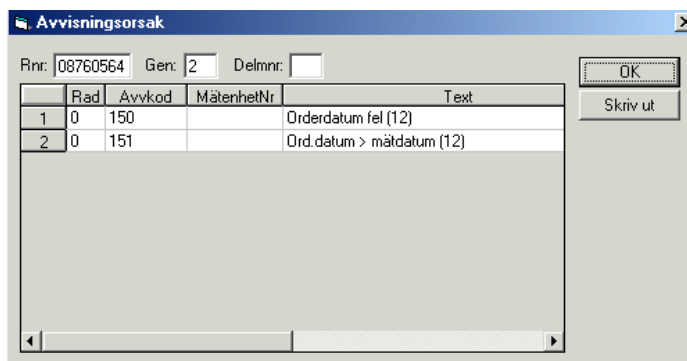 Avvisningsorsak
Rnr: 08760564 Gen: 2 Delmnr:
OK
Skriv ut
Rad Avvkod MätenhetNr Text
1 0 150 Orderdatum fel (12)
2 0 151 Ord.datum > mätdatum (12)